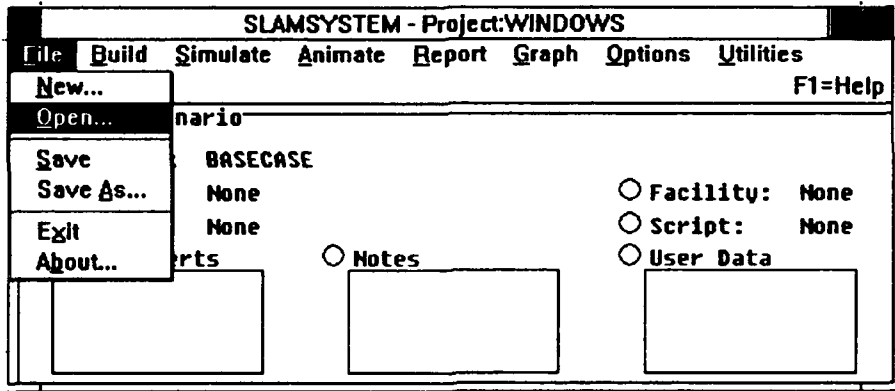 SLAMSYSTEM - Project:WINDOWS
File Build Simulate Animate Report Graph Options Utilities
F1=Help
New...
Open...
Save
Save As...
Exit
About...
nario
: BASECASE
None
None
erts
Notes
Facility: None
Script: None
User Data